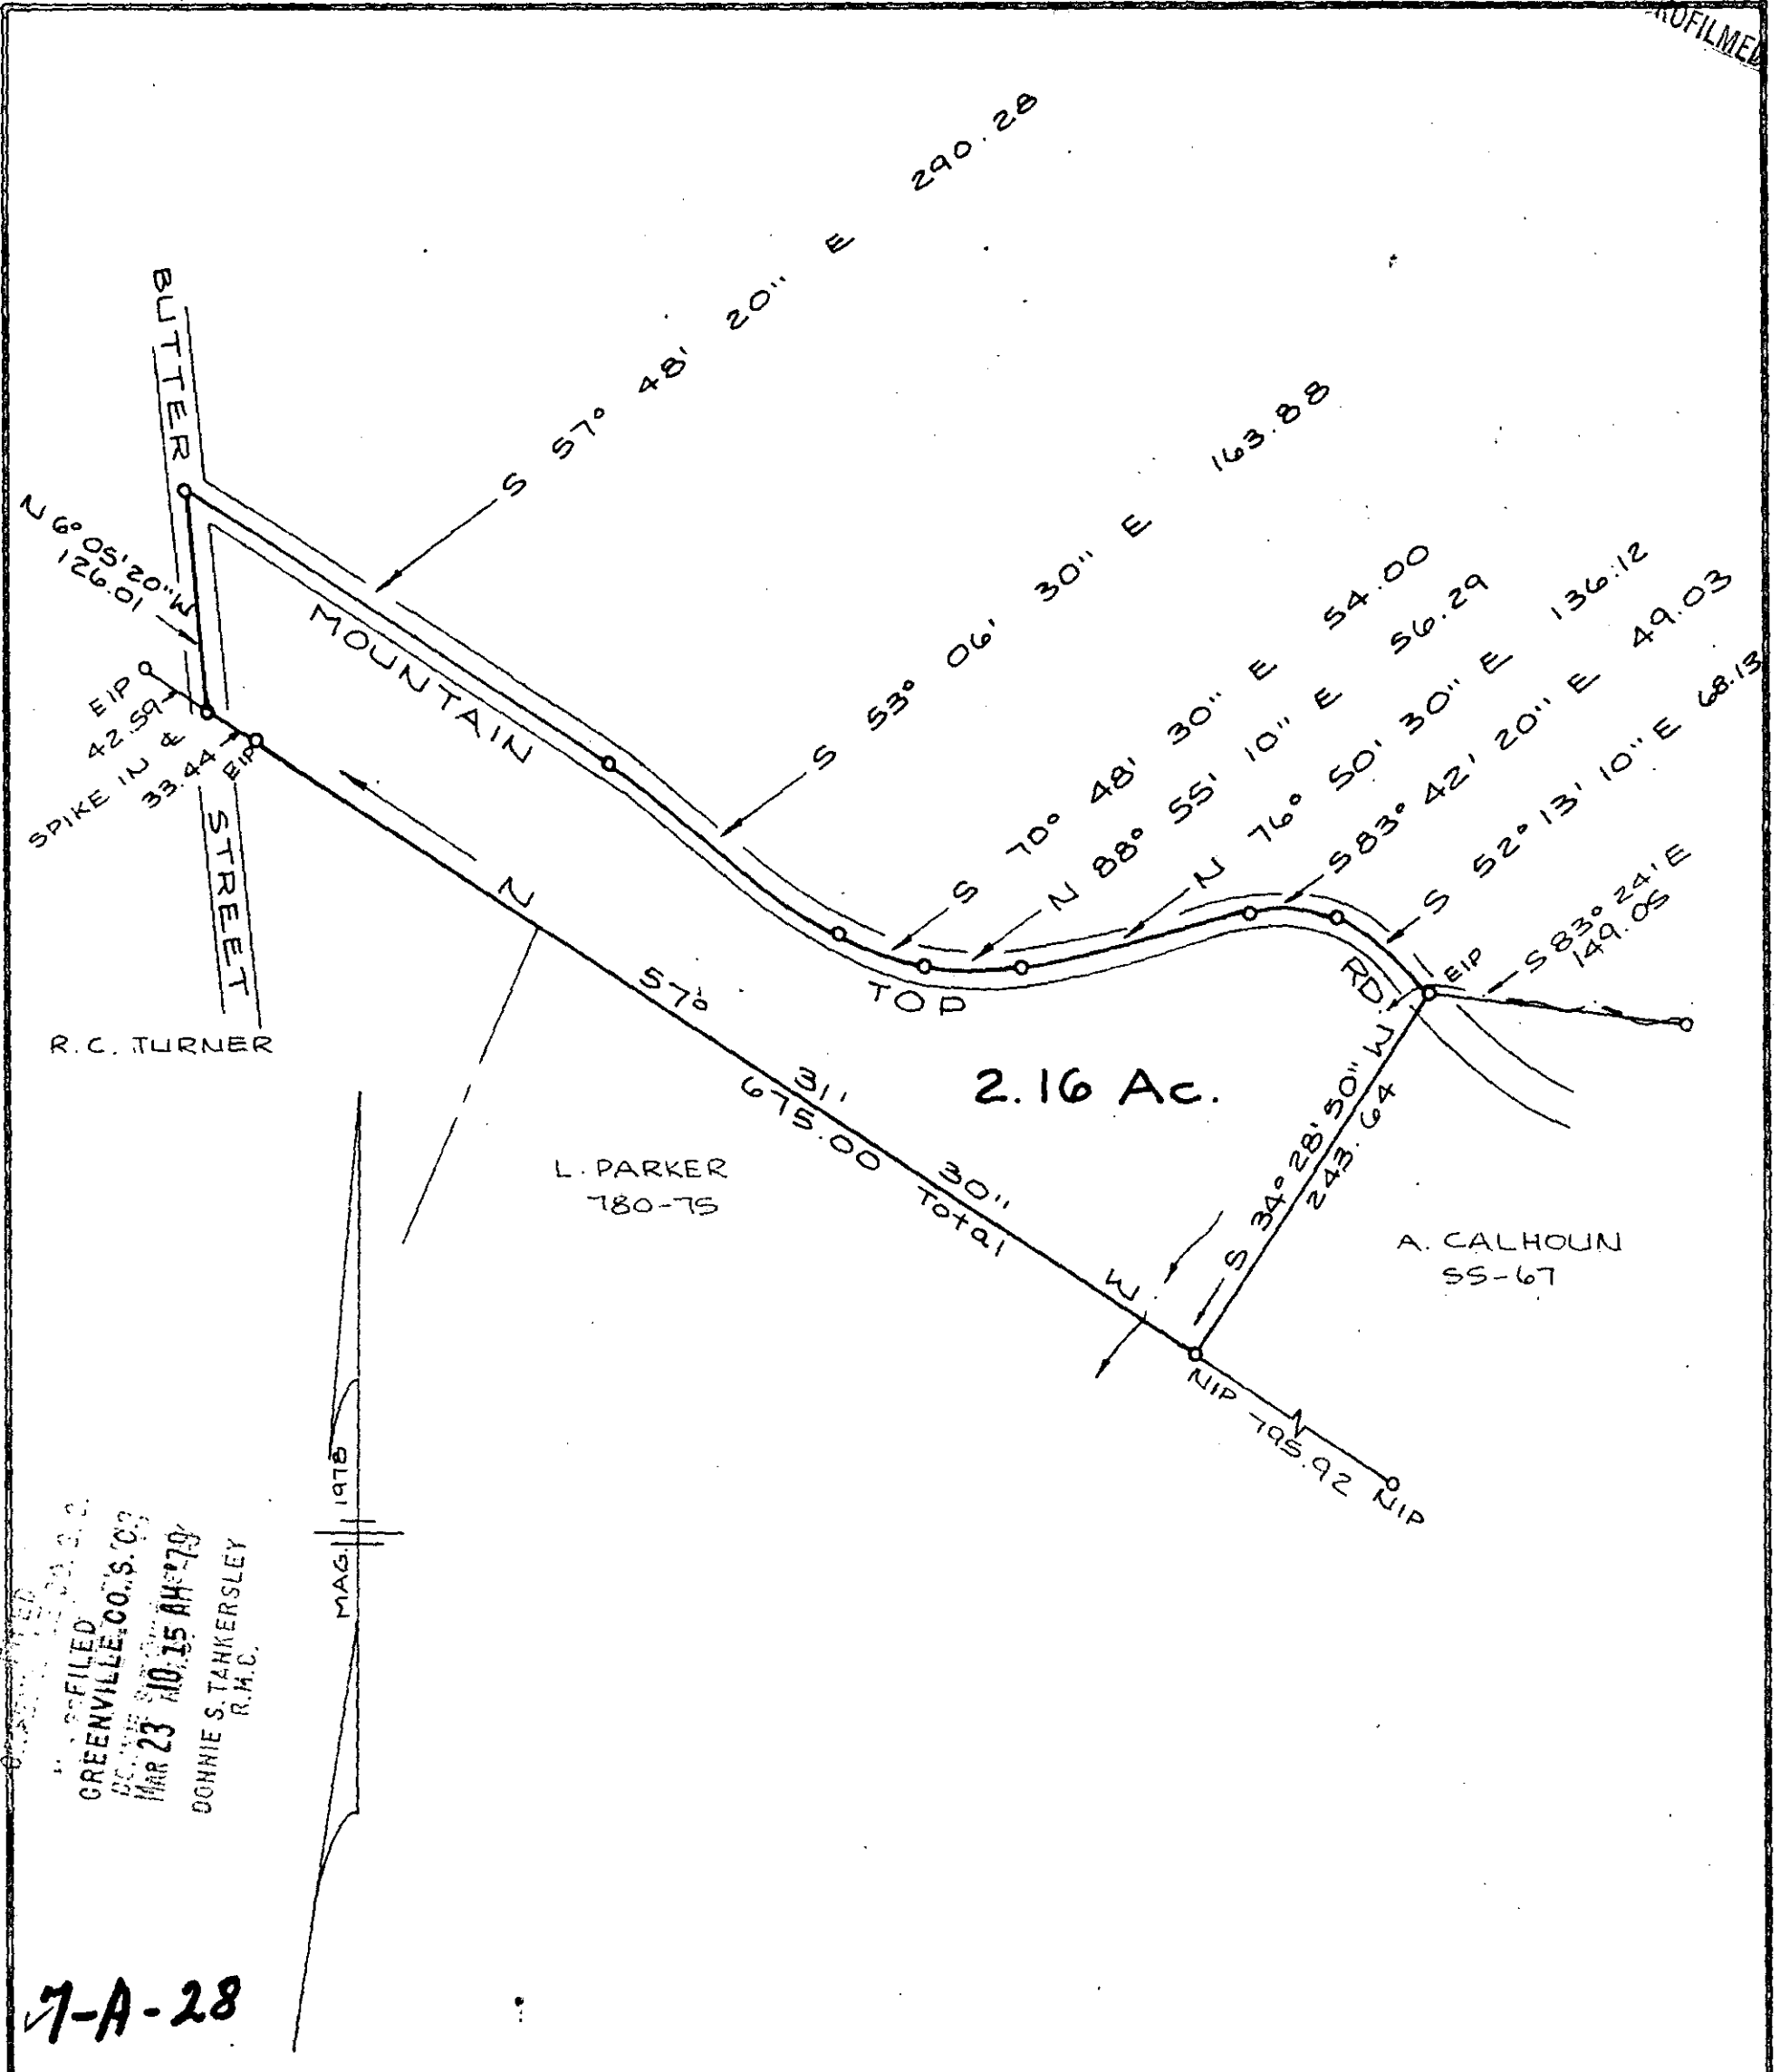 S 57° 48' 20" E 290.28
BUTTER
N 6° 05' 20" W
126.01
MOUNTAIN
S 53° 06' 30" E 163.88
S 70° 48' 30" E 54.00
N 88° 55' 10" E 56.29
N 76° 50' 30" E 136.12
S 83° 42' 20" E 49.03
S 52° 13' 10" E 68.13
S 83° 24' E
149.05
EIP
42.59
SPIKE IN ℄
33.44
EIP
STREET
TOP
RD.
EIP
R.C. TURNER
N 57° 31' 30" W
675.00 Total
2.16 Ac.
S 34° 28' 50" W
243.64
L. PARKER
780-75
A. CALHOUN
SS-67
NIP
795.92
NIP
MAG. 1978
FILED
GREENVILLE CO. S. C.
MAR 23 10 15 AM '79
DONNIE S. TANKERSLEY
R.M.C.
7-A-28